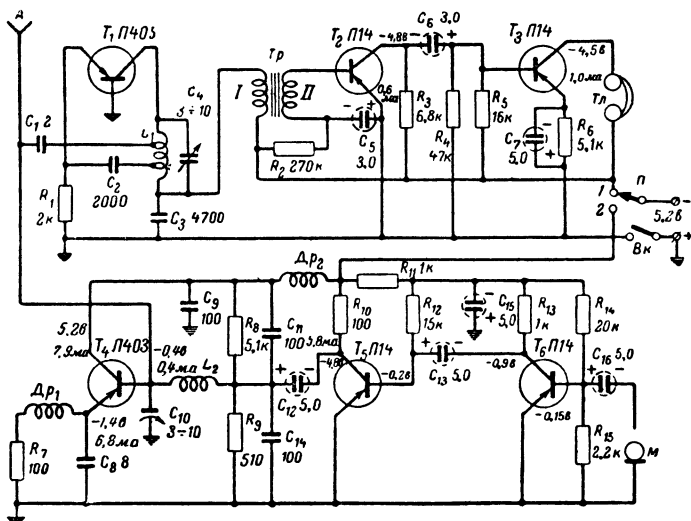 А
T₁ П403
C₄
3÷10
C₁ 2
L₁
C₂
2000
R₁
2к
C₃ 4700
Тр
I
II
R₂ 270к
T₂ П14
-4,8в
C₆ 3,0
0,6
ма
C₅
3,0
R₃
6,8к
R₄
47к
R₅
16к
T₃ П14
-4,5в
1,0ма
Тл
C₇
5,0
R₆
5,1к
1
2
П
5,2в
Вк
Др₂
R₁₁ 1к
C₉
100
R₈
5,1к
C₁₁
100
R₁₀
100
R₁₂
15к
C₁₅
5,0
R₁₃
1к
R₁₄
20к
5,2в
7,9ма
T₄ П403
-0,4в
0,4ма
L₂
5,8ма
-4,8в
T₅ П14
-0,2в
C₁₃ 5,0
-0,9в
T₆ П14
-0,15в
C₁₆ 5,0
Др₁
-1,4в
6,8ма
C₁₀
3÷10
C₁₂ 5,0
R₇
100
C₈ 8
R₉
510
C₁₄
100
R₁₅
2,2к
М